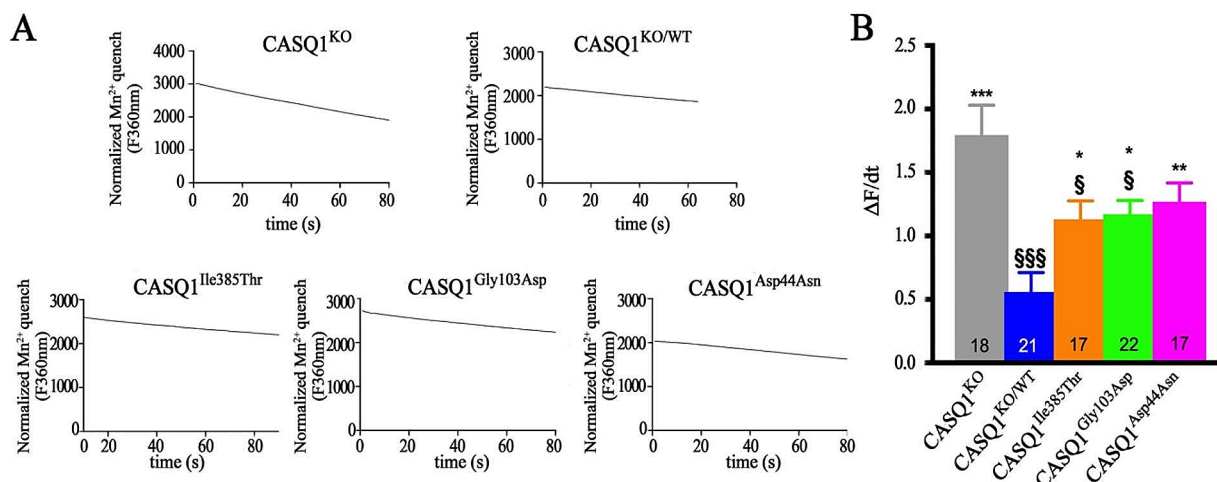 A
CASQ1KO
Normalized Mn2+ quench
(F360nm)
4000
3000
2000
1000
0
0 20 40 60 80
time (s)
CASQ1KO/WT
Normalized Mn2+ quench
(F360nm)
3000
2000
1000
0
0 20 40 60 80
time (s)
CASQ1Ile385Thr
Normalized Mn2+ quench
(F360nm)
3000
2000
1000
0
0 20 40 60 80
time (s)
CASQ1Gly103Asp
Normalized Mn2+ quench
(F360nm)
3000
2000
1000
0
0 20 40 60 80
time (s)
CASQ1Asp44Asn
Normalized Mn2+ quench
(F360nm)
3000
2000
1000
0
0 20 40 60 80
time (s)
B
ΔF/dt
2.5
2.0
1.5
1.0
0.5
0.0
***
§§§
*
§
*
§
**
18 21 17 22 17
CASQ1KO
CASQ1KO/WT
CASQ1Ile385Thr
CASQ1Gly103Asp
CASQ1Asp44Asn